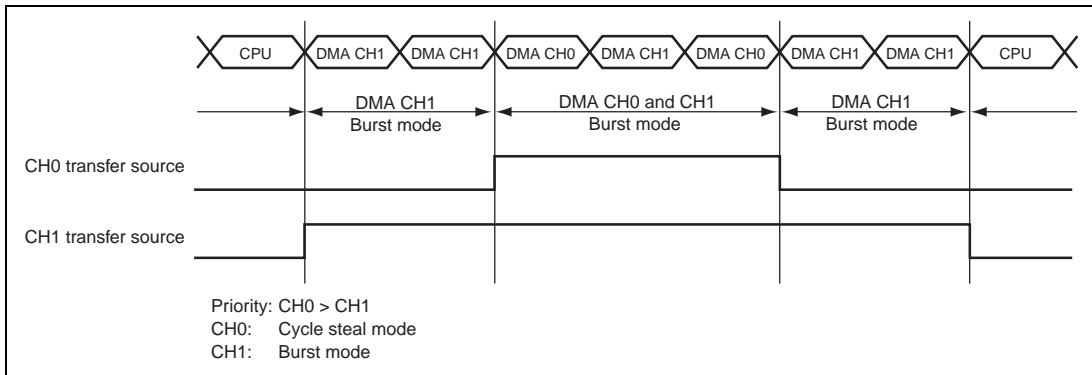 CPU DMA CH1 DMA CH1 DMA CH0 DMA CH1 DMA CH0 DMA CH1 DMA CH1 CPU
DMA CH1
Burst mode
DMA CH0 and CH1
Burst mode
DMA CH1
Burst mode
CH0 transfer source
CH1 transfer source
Priority: CH0 > CH1
CH0: Cycle steal mode
CH1: Burst mode